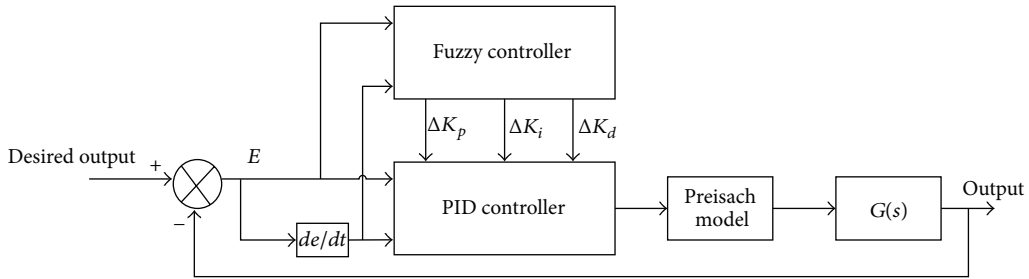 Fuzzy controller
ΔK_p
ΔK_i
ΔK_d
Desired output
+
E
−
de/dt
PID controller
Preisach
model
G(s)
Output